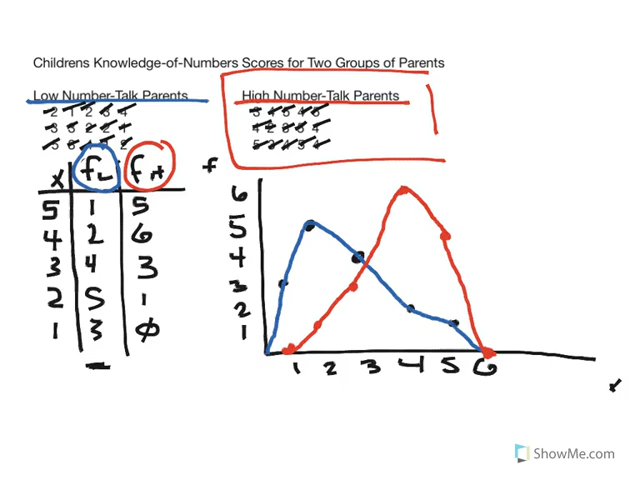 Childrens Knowledge-of-Numbers Scores for Two Groups of Parents
Low Number-Talk Parents
High Number-Talk Parents
x fL fH
5 1 5
4 2 6
3 4 3
2 5 1
1 3 0
f
6
5
4
3
2
1
1 2 3 4 5 6
x
ShowMe.com